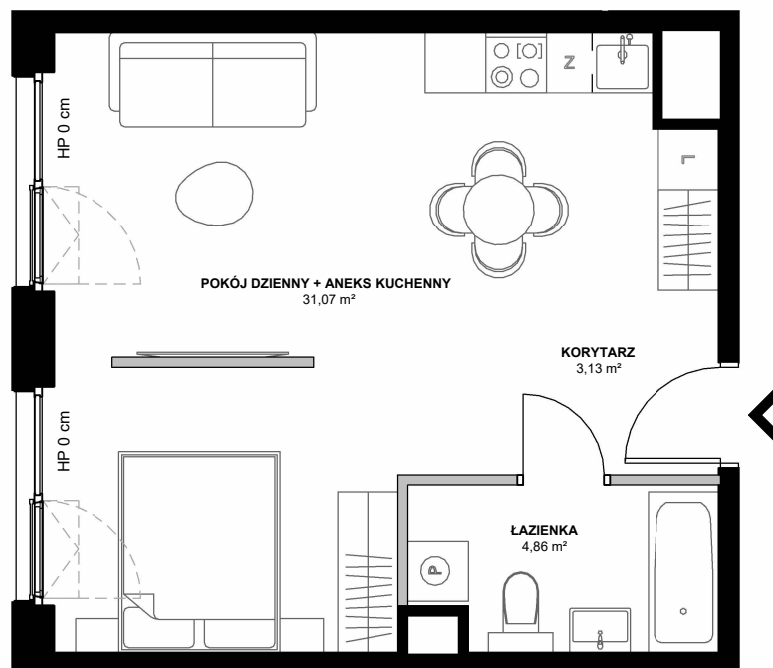 HP 0 cm
Z
L
POKÓJ DZIENNY + ANEKS KUCHENNY
31,07 m²
KORYTARZ
3,13 m²
HP 0 cm
ŁAZIENKA
4,86 m²
P